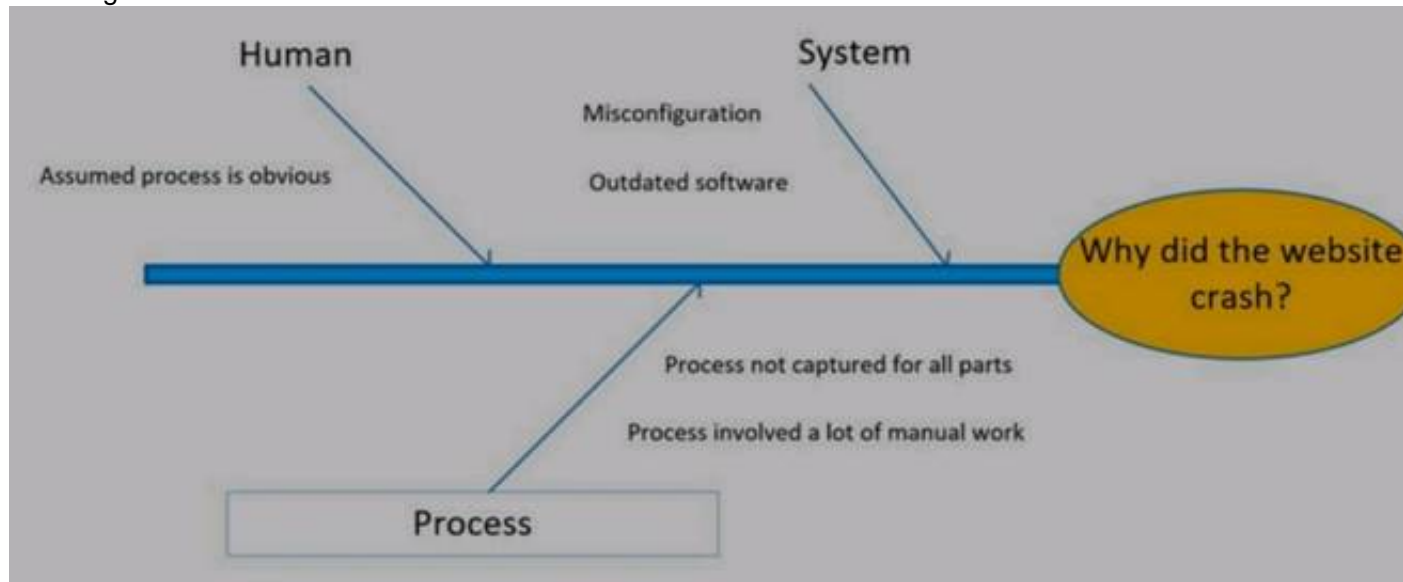 Human
System
Misconfiguration
Assumed process is obvious
Outdated software
Why did the website
crash?
Process not captured for all parts
Process involved a lot of manual work
Process